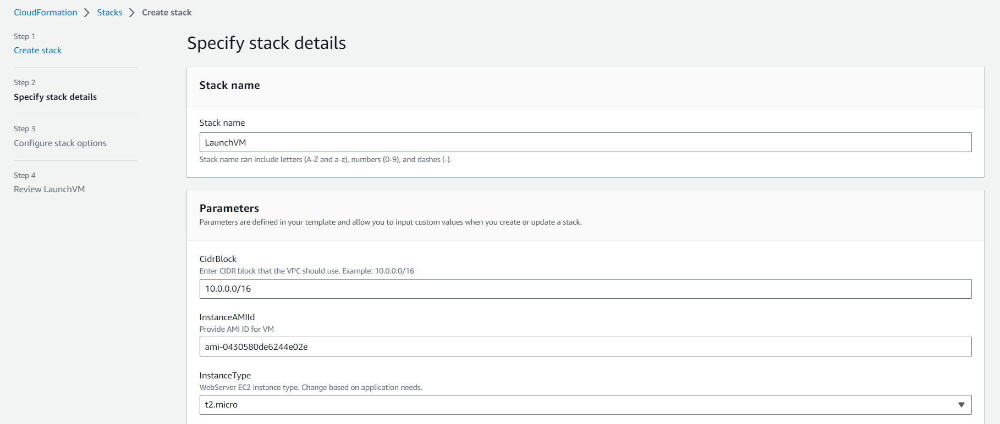 CloudFormation > Stacks > Create stack
Step 1
Create stack
Step 2
Specify stack details
Step 3
Configure stack options
Step 4
Review LaunchVM
Specify stack details
Stack name
Stack name
LaunchVM
Stack name can include letters (A-Z and a-z), numbers (0-9), and dashes (-).
Parameters
Parameters are defined in your template and allow you to input custom values when you create or update a stack.
CidrBlock
Enter CIDR block that the VPC should use. Example: 10.0.0.0/16
10.0.0.0/16
InstanceAMIId
Provide AMI ID for VM
ami-0430580de6244e02e
InstanceType
WebServer EC2 instance type. Change based on application needs.
t2.micro